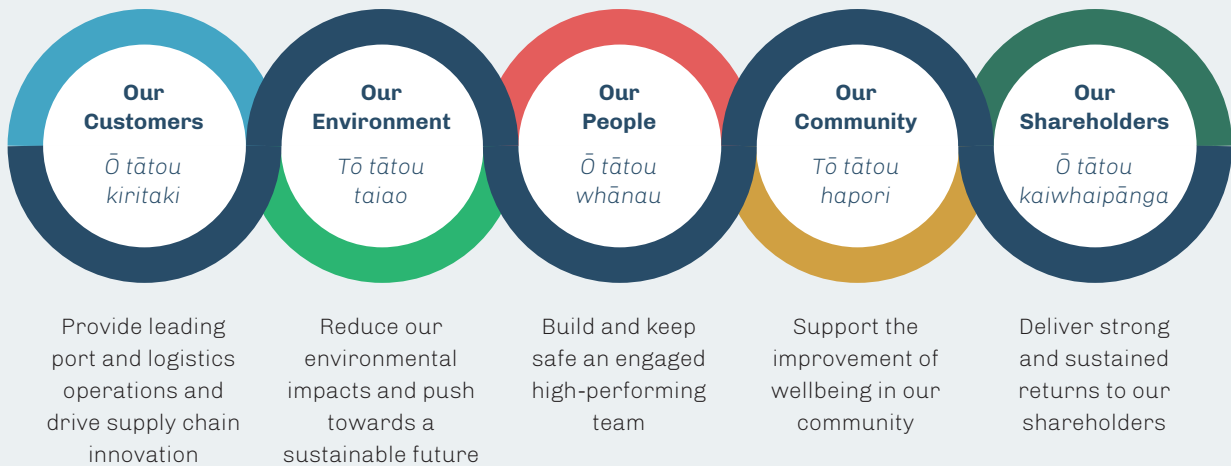 Our
Customers
Ō tātou
kiritaki
Provide leading
port and logistics
operations and
drive supply chain
innovation
Our
Environment
Tō tātou
taiao
Reduce our
environmental
impacts and push
towards a
sustainable future
Our
People
Ō tātou
whānau
Build and keep
safe an engaged
high-performing
team
Our
Community
Tō tātou
hapori
Support the
improvement of
wellbeing in our
community
Our
Shareholders
Ō tātou
kaiwhaipānga
Deliver strong
and sustained
returns to our
shareholders